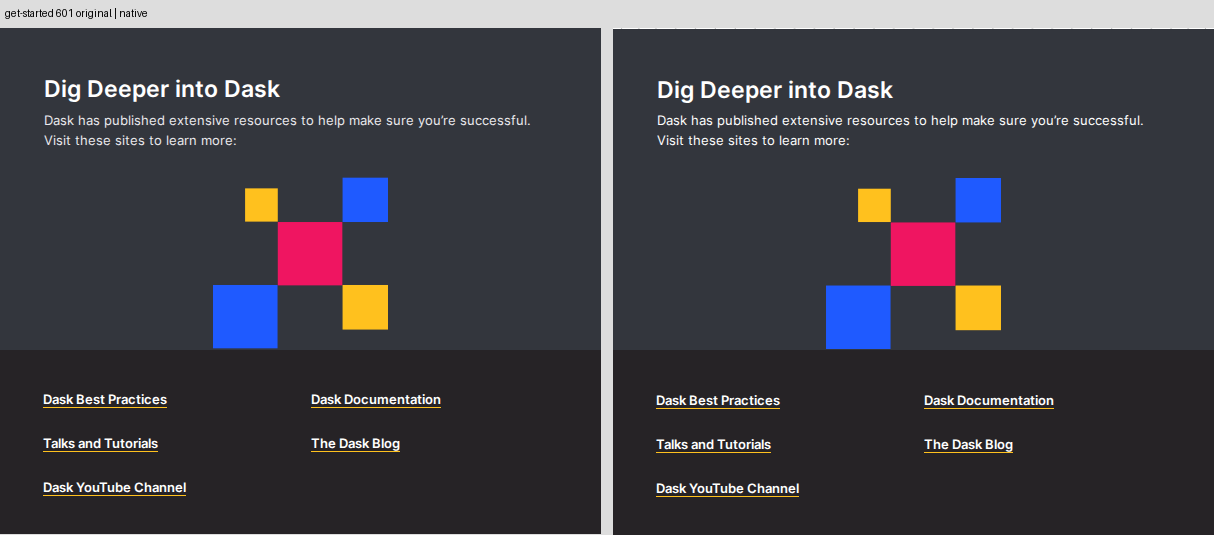 get-started 601 original | native
Dig Deeper into Dask
Dask has published extensive resources to help make sure you’re successful.
Visit these sites to learn more:
Dask Best Practices
Dask Documentation
Talks and Tutorials
The Dask Blog
Dask YouTube Channel
Dig Deeper into Dask
Dask has published extensive resources to help make sure you’re successful.
Visit these sites to learn more:
Dask Best Practices
Dask Documentation
Talks and Tutorials
The Dask Blog
Dask YouTube Channel